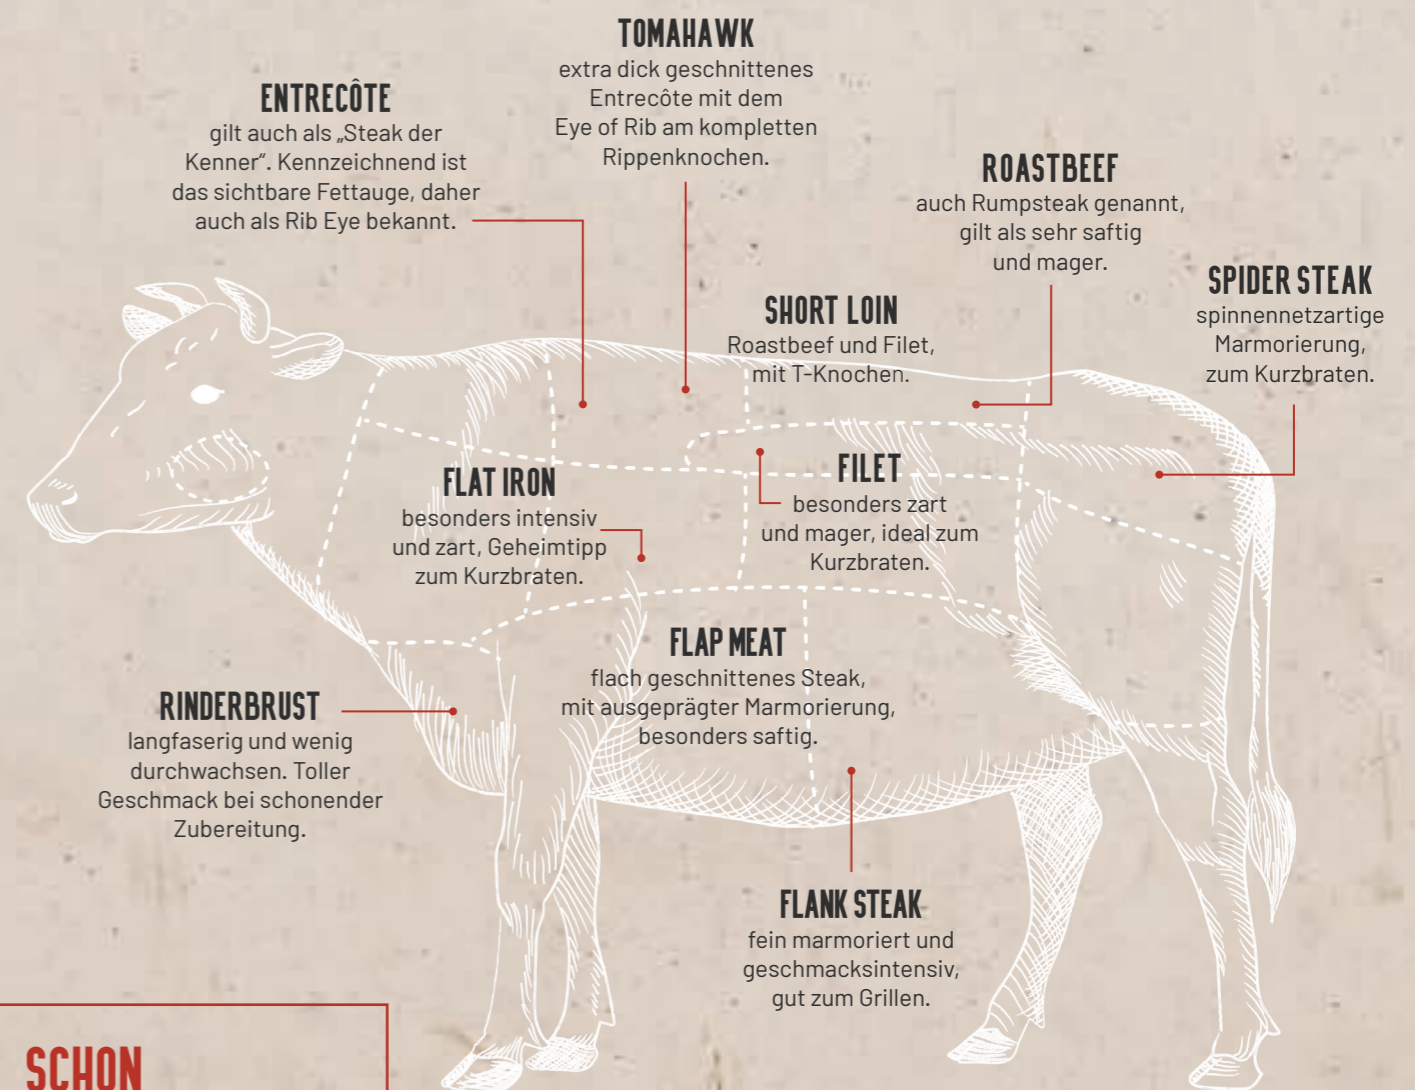 TOMAHAWK
extra dick geschnittenes
Entrecôte mit dem
Eye of Rib am kompletten
Rippenknochen.
ENTRECÔTE
gilt auch als „Steak der
Kenner“. Kennzeichnend ist
das sichtbare Fettauge, daher
auch als Rib Eye bekannt.
ROASTBEEF
auch Rumpsteak genannt,
gilt als sehr saftig
und mager.
SPIDER STEAK
spinnennetzartige
Marmorierung,
zum Kurzbraten.
SHORT LOIN
Roastbeef und Filet,
mit T-Knochen.
FLAT IRON
besonders intensiv
und zart, Geheimtipp
zum Kurzbraten.
FILET
besonders zart
und mager, ideal zum
Kurzbraten.
FLAP MEAT
flach geschnittenes Steak,
mit ausgeprägter Marmorierung,
besonders saftig.
RINDERBRUST
langfaserig und wenig
durchwachsen. Toller
Geschmack bei schonender
Zubereitung.
FLANK STEAK
fein marmoriert und
geschmacksintensiv,
gut zum Grillen.
SCHON